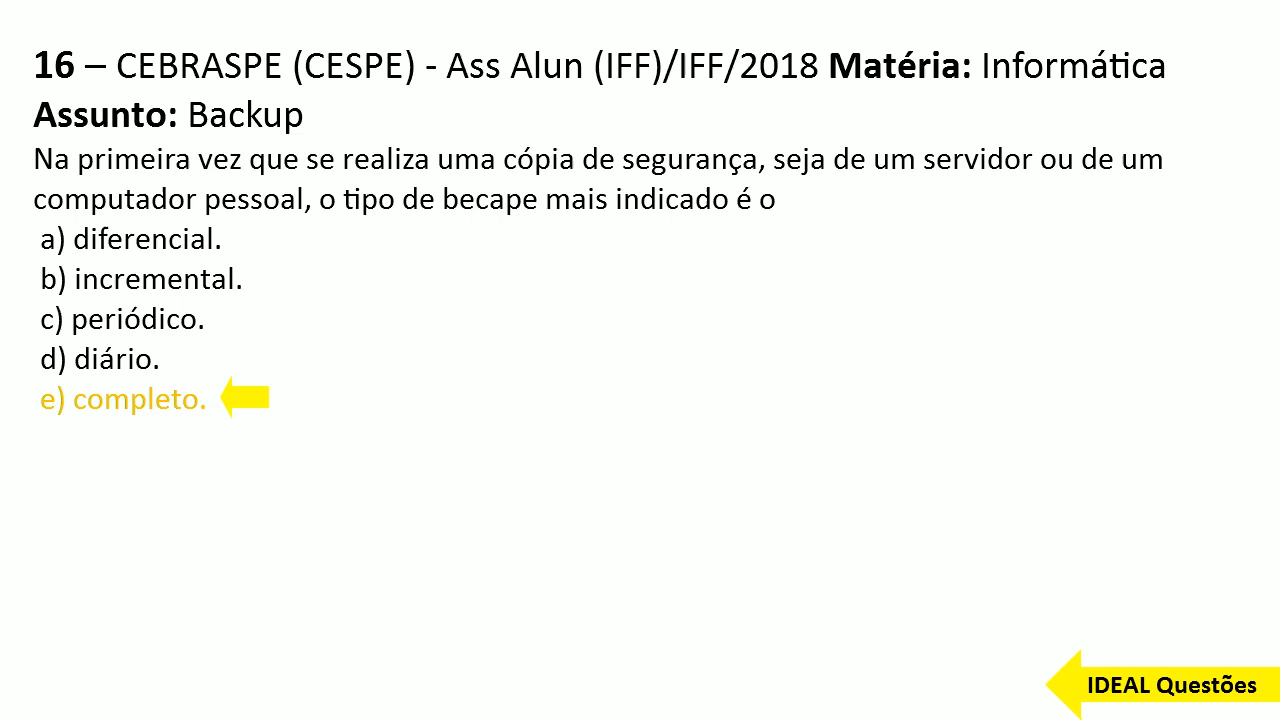 16 – CEBRASPE (CESPE) - Ass Alun (IFF)/IFF/2018 Matéria: Informática
Assunto: Backup
Na primeira vez que se realiza uma cópia de segurança, seja de um servidor ou de um
computador pessoal, o tipo de becape mais indicado é o
a) diferencial.
b) incremental.
c) periódico.
d) diário.
e) completo.
IDEAL Questões